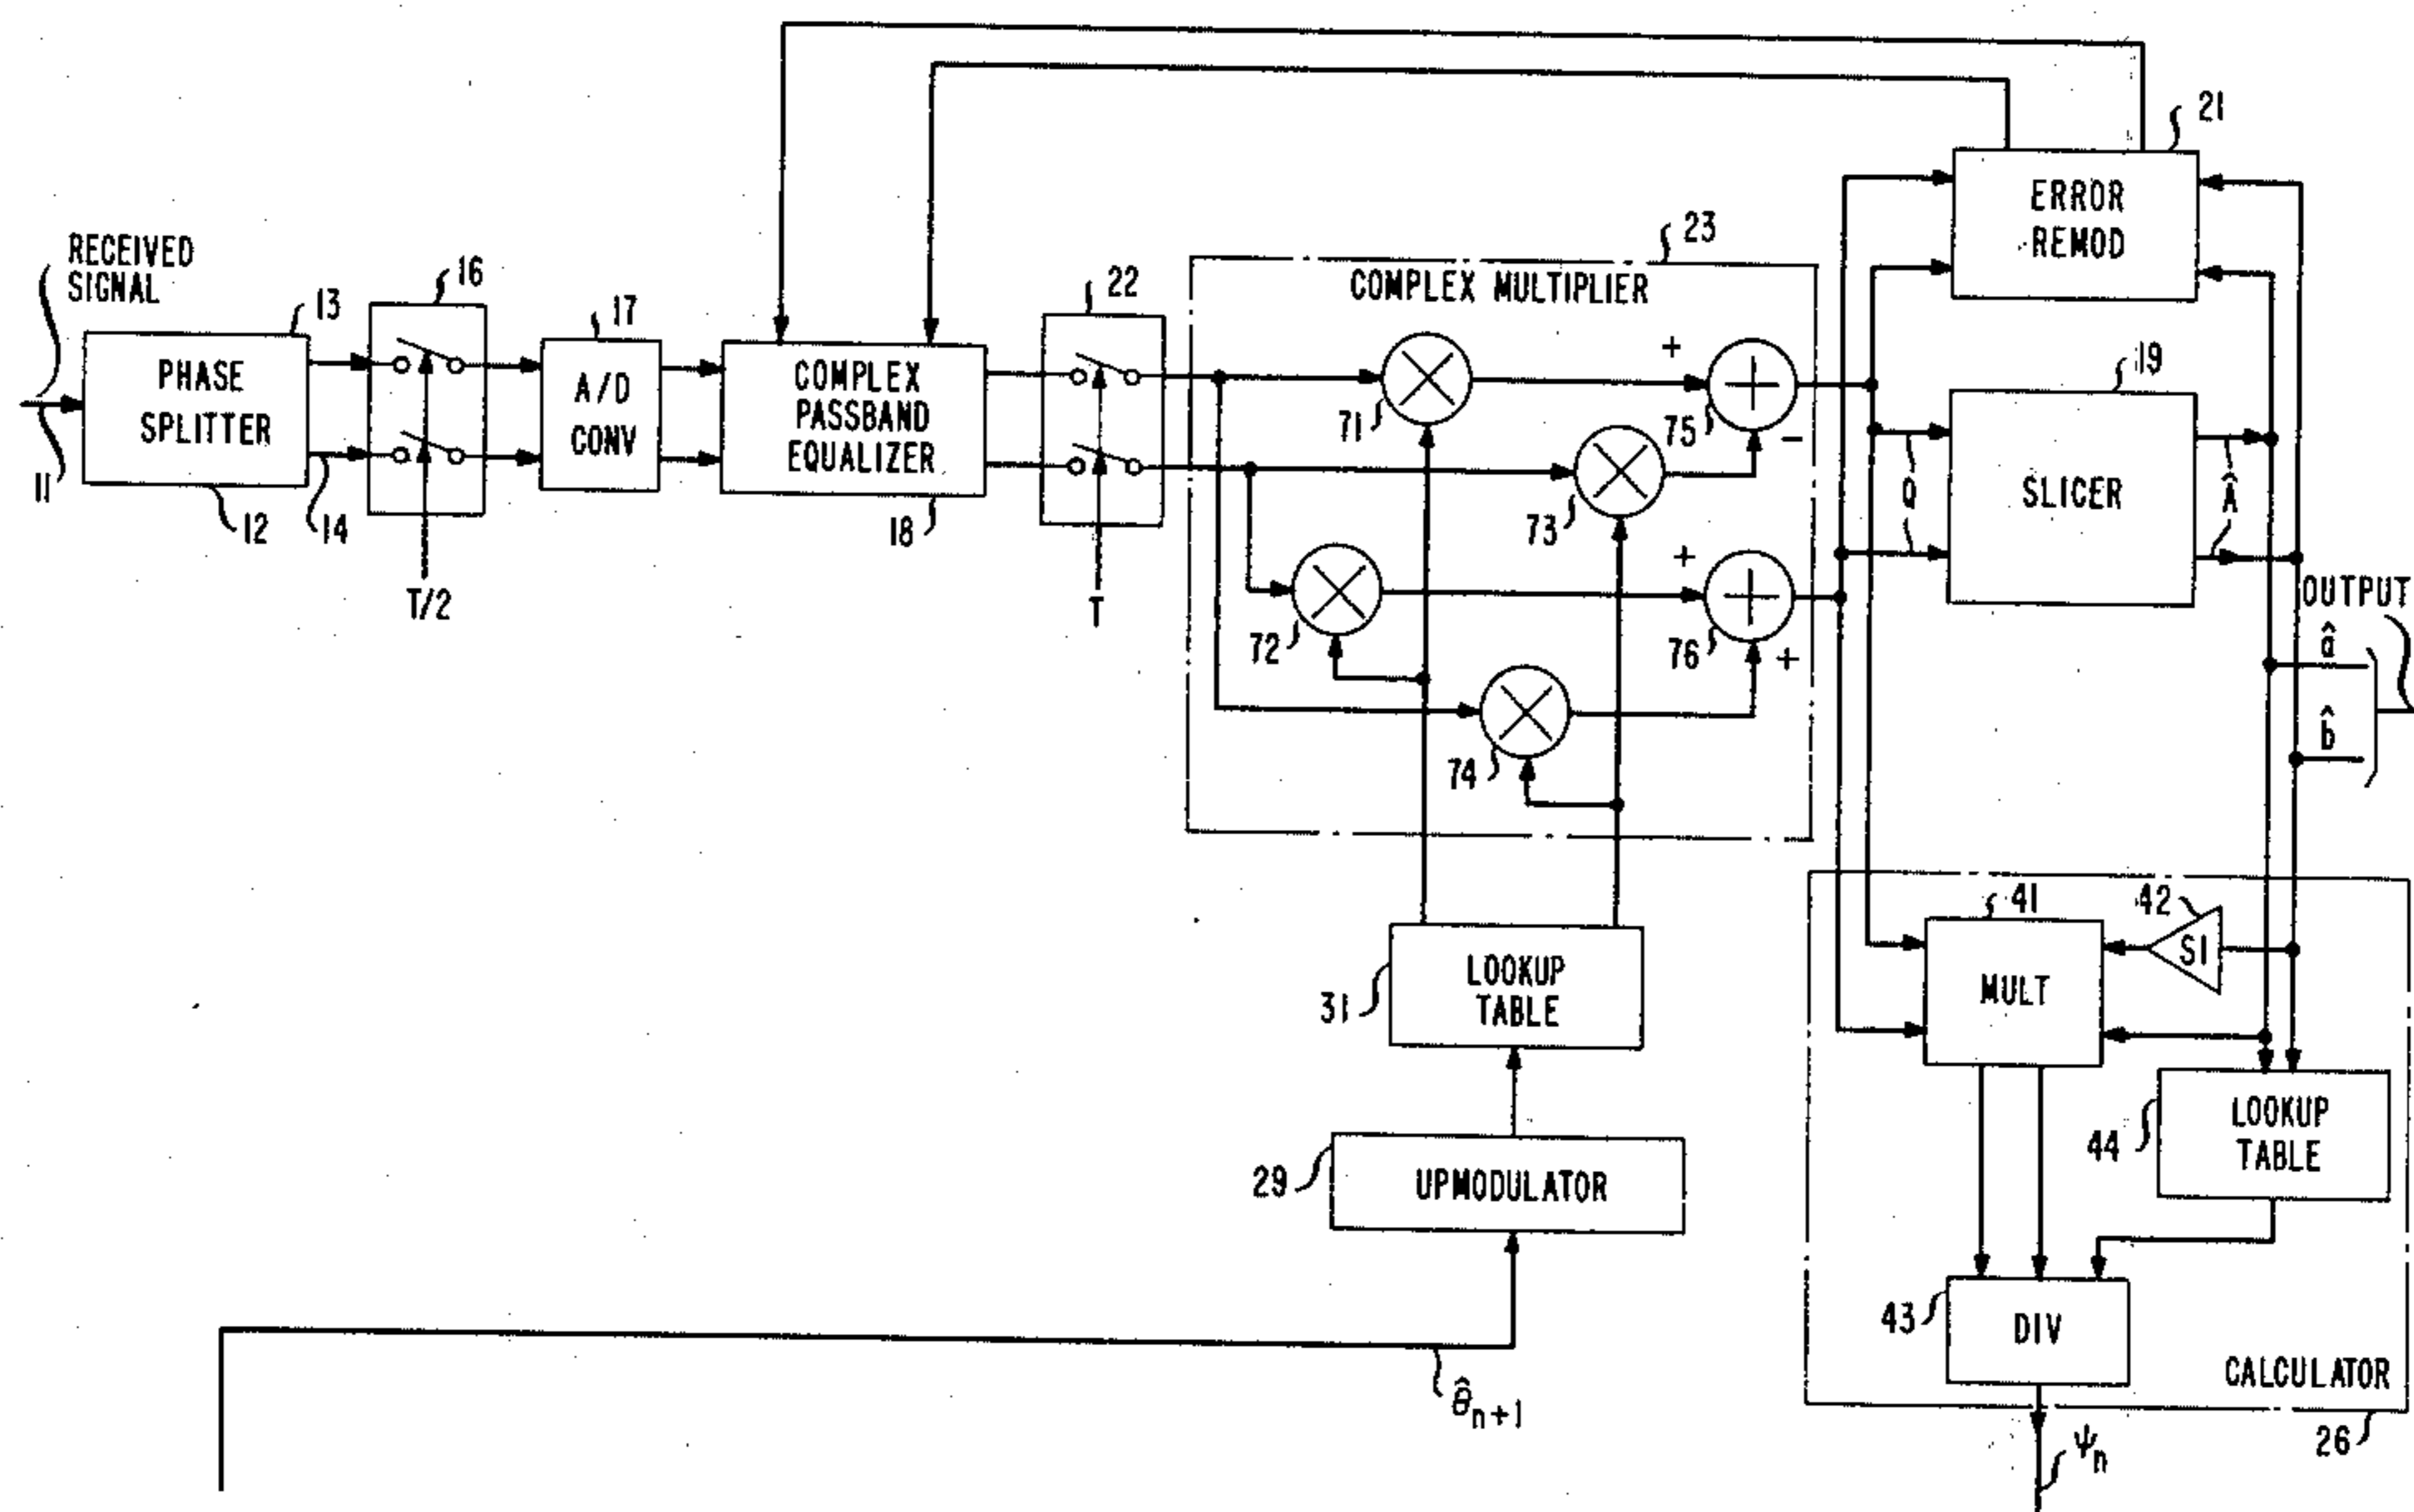 RECEIVED
SIGNAL
11
PHASE
SPLITTER
12
13
14
16
T/2
17
A/D
CONV
COMPLEX
PASSBAND
EQUALIZER
18
22
T
23
COMPLEX MULTIPLIER
71
72
73
74
+
75
−
+
76
+
21
ERROR
REMOD
19
SLICER
Q
Â
OUTPUT
â
b̂
LOOKUP
TABLE
31
UPMODULATOR
29
θ̂n+1
41
MULT
42
S1
LOOKUP
TABLE
44
DIV
43
CALCULATOR
26
ψn